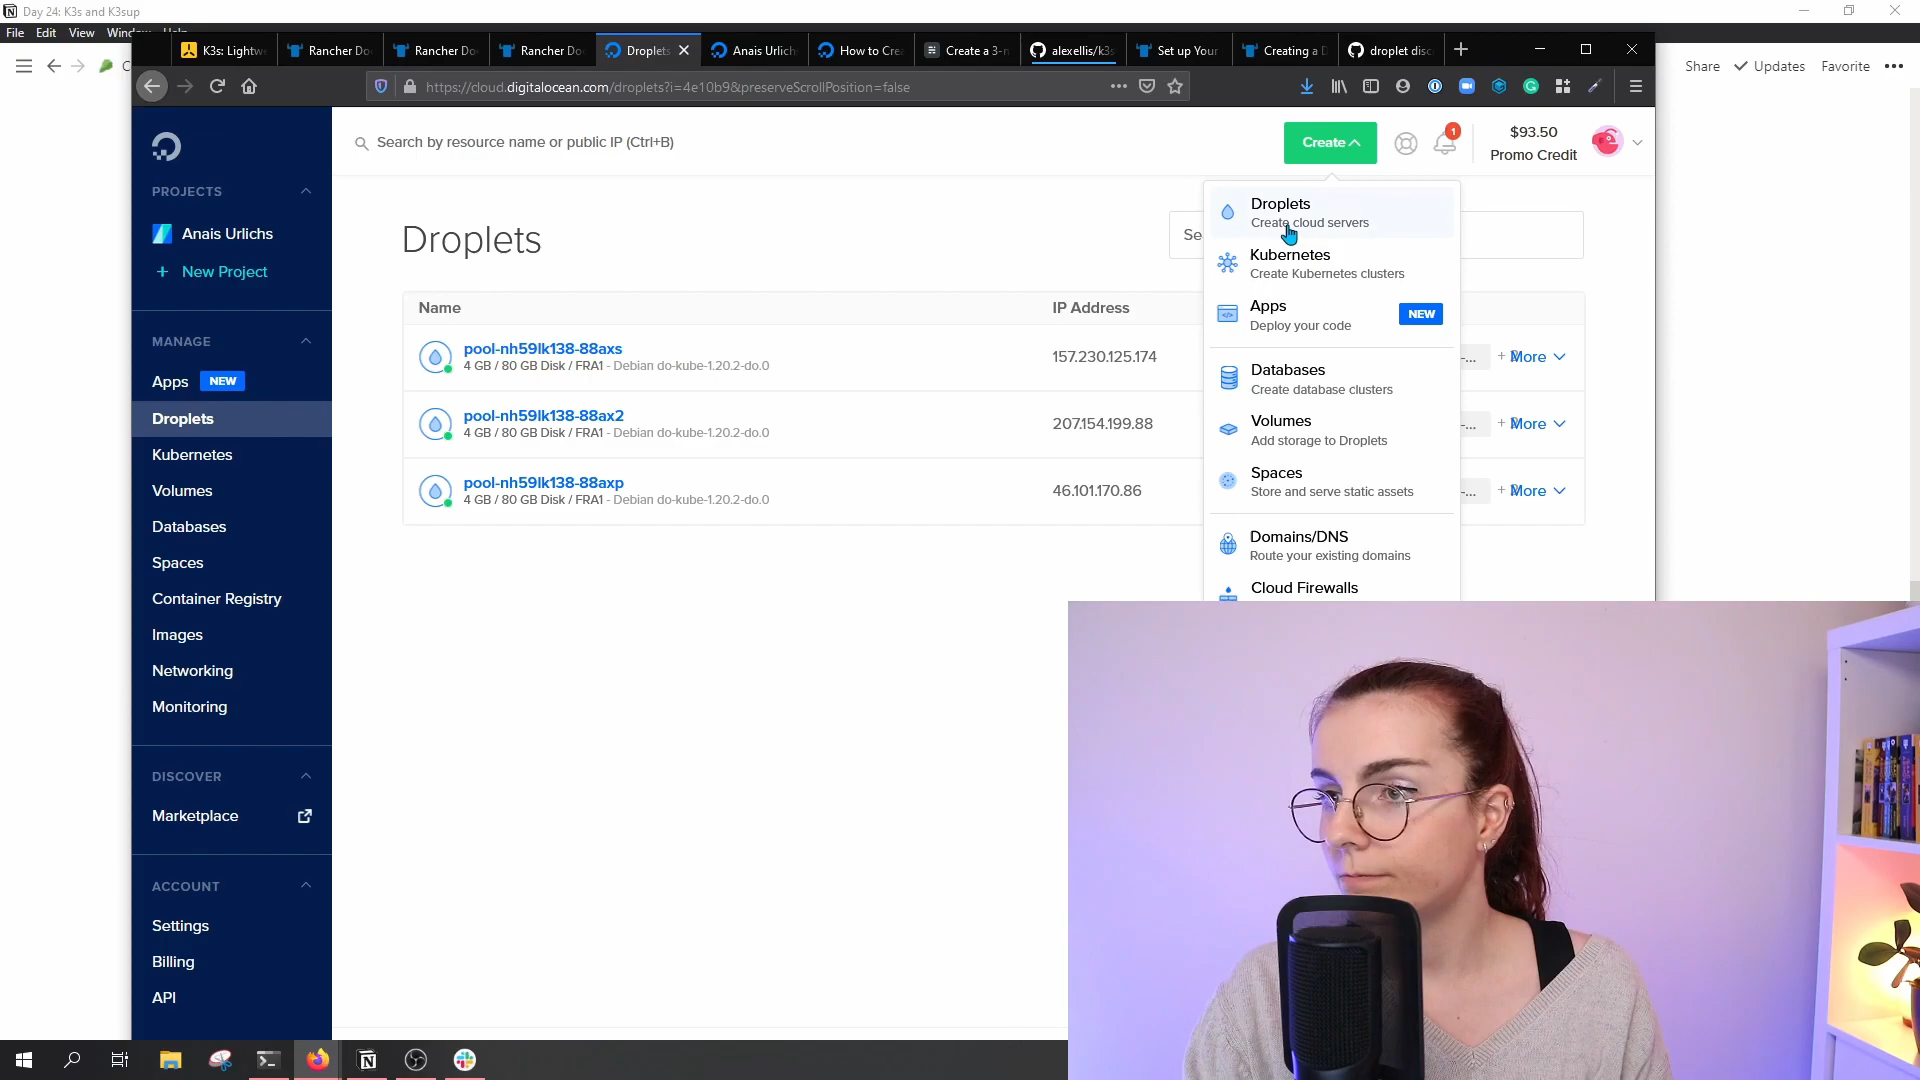 Day 24: K3s and K3sup
File Edit View Window Help
K3s: Lightwe
Rancher Do
Rancher Do
Rancher Do
Droplets
Anais Urlich
How to Cre
Create a 3-n
alexellis/k3s
Set up Your
Creating a D
droplet disc
Share
Updates
Favorite
https://cloud.digitalocean.com/droplets?i=4e10b9&preserveScrollPosition=false
Search by resource name or public IP (Ctrl+B)
Create
1
$93.50
Promo Credit
PROJECTS
Anais Urlichs
+ New Project
MANAGE
Apps NEW
Droplets
Kubernetes
Volumes
Databases
Spaces
Container Registry
Images
Networking
Monitoring
DISCOVER
Marketplace
ACCOUNT
Settings
Billing
API
Droplets
Se
Name
IP Address
pool-nh59lk138-88axs
4 GB / 80 GB Disk / FRA1 - Debian do-kube-1.20.2-do.0
157.230.125.174
-... + More
pool-nh59lk138-88ax2
4 GB / 80 GB Disk / FRA1 - Debian do-kube-1.20.2-do.0
207.154.199.88
-... + More
pool-nh59lk138-88axp
4 GB / 80 GB Disk / FRA1 - Debian do-kube-1.20.2-do.0
46.101.170.86
-... + More
Droplets
Create cloud servers
Kubernetes
Create Kubernetes clusters
Apps
Deploy your code
NEW
Databases
Create database clusters
Volumes
Add storage to Droplets
Spaces
Store and serve static assets
Domains/DNS
Route your existing domains
Cloud Firewalls